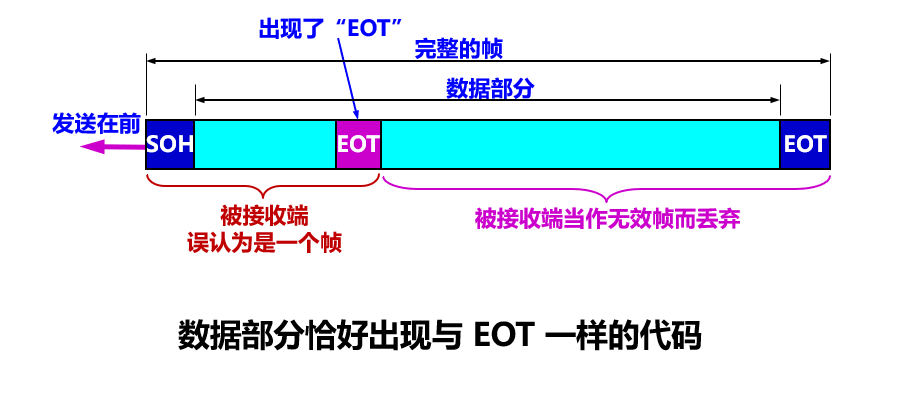 出现了“EOT”
完整的帧
数据部分
发送在前
SOH
EOT
EOT
被接收端
误认为是一个帧
被接收端当作无效帧而丢弃
数据部分恰好出现与 EOT 一样的代码